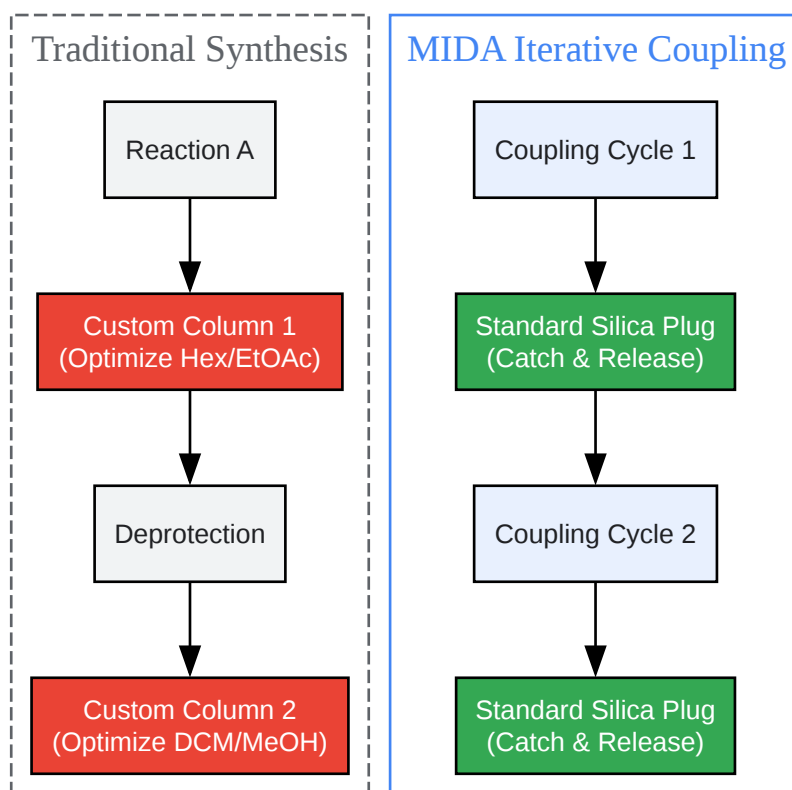 Traditional Synthesis
Reaction A
Custom Column 1
(Optimize Hex/EtOAc)
Deprotection
Custom Column 2
(Optimize DCM/MeOH)
MIDA Iterative Coupling
Coupling Cycle 1
Standard Silica Plug
(Catch & Release)
Coupling Cycle 2
Standard Silica Plug
(Catch & Release)